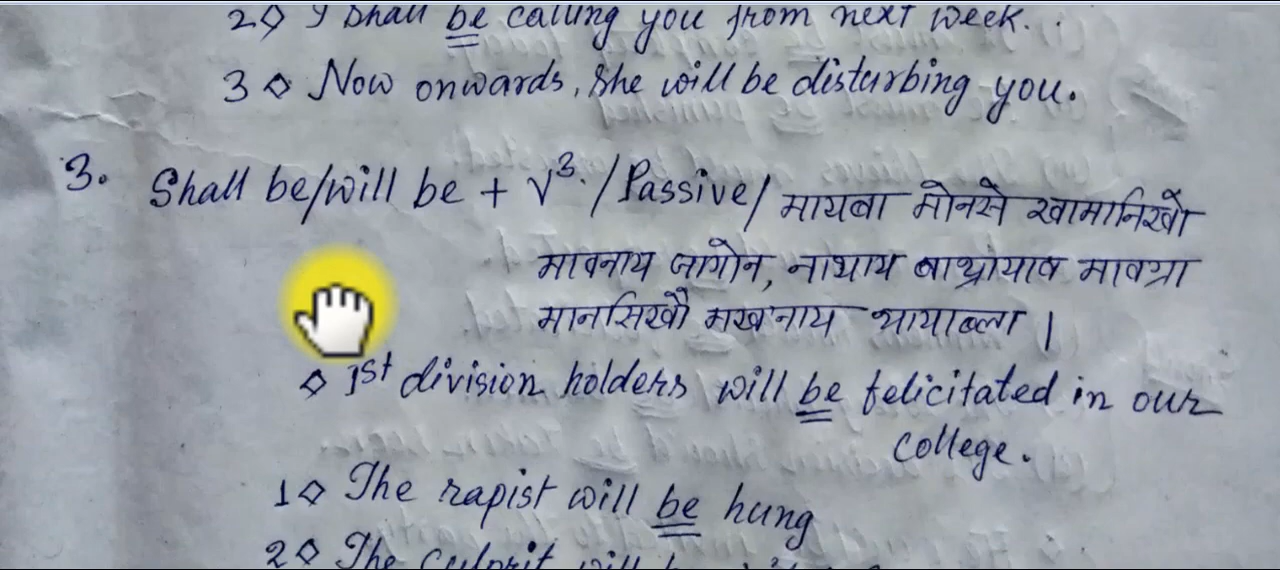 2◇ I shall be calling you from next week.
3◇ Now onwards, she will be disturbing you.
3. Shall be/will be + V³. / Passive/ मायबा मोनसे खामानिखौ
मावनाय जागोन, नाथाय बाथ्रायाव मावग्रा
मानसिखौ मख'नाय थायाब्ला ।
◇ 1st division holders will be felicitated in our
College.
1◇ The rapist will be hung
2◇ The culprit will